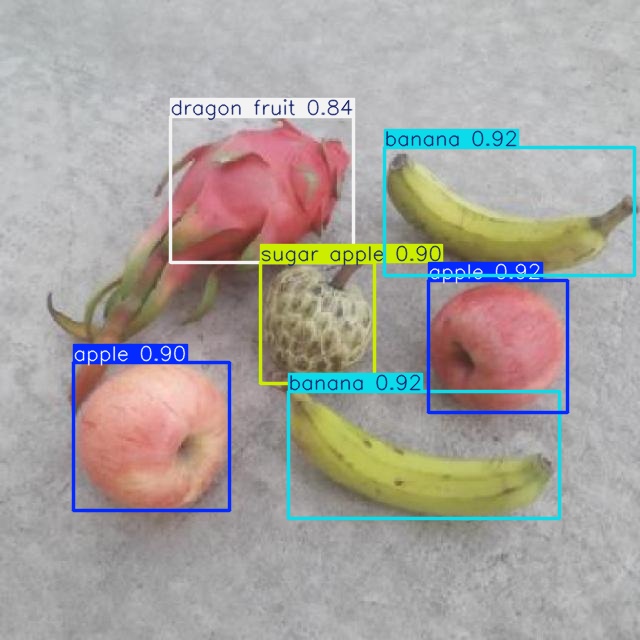 dragon fruit 0.84
banana 0.92
sugar apple 0.90
apple 0.92
apple 0.90
banana 0.92